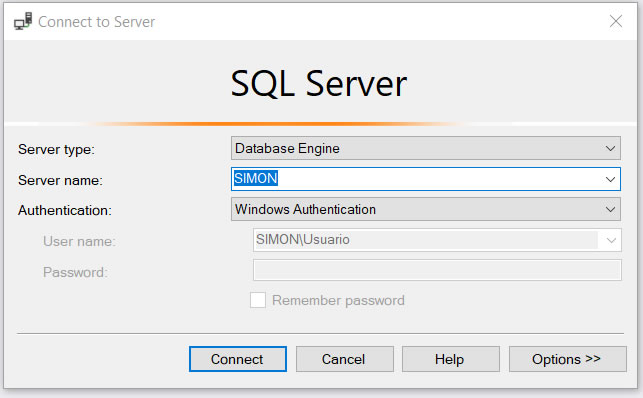 Connect to Server
SQL Server
Server type: Database Engine
Server name: SIMON
Authentication: Windows Authentication
User name: SIMON\Usuario
Password:
Remember password
Connect Cancel Help Options >>